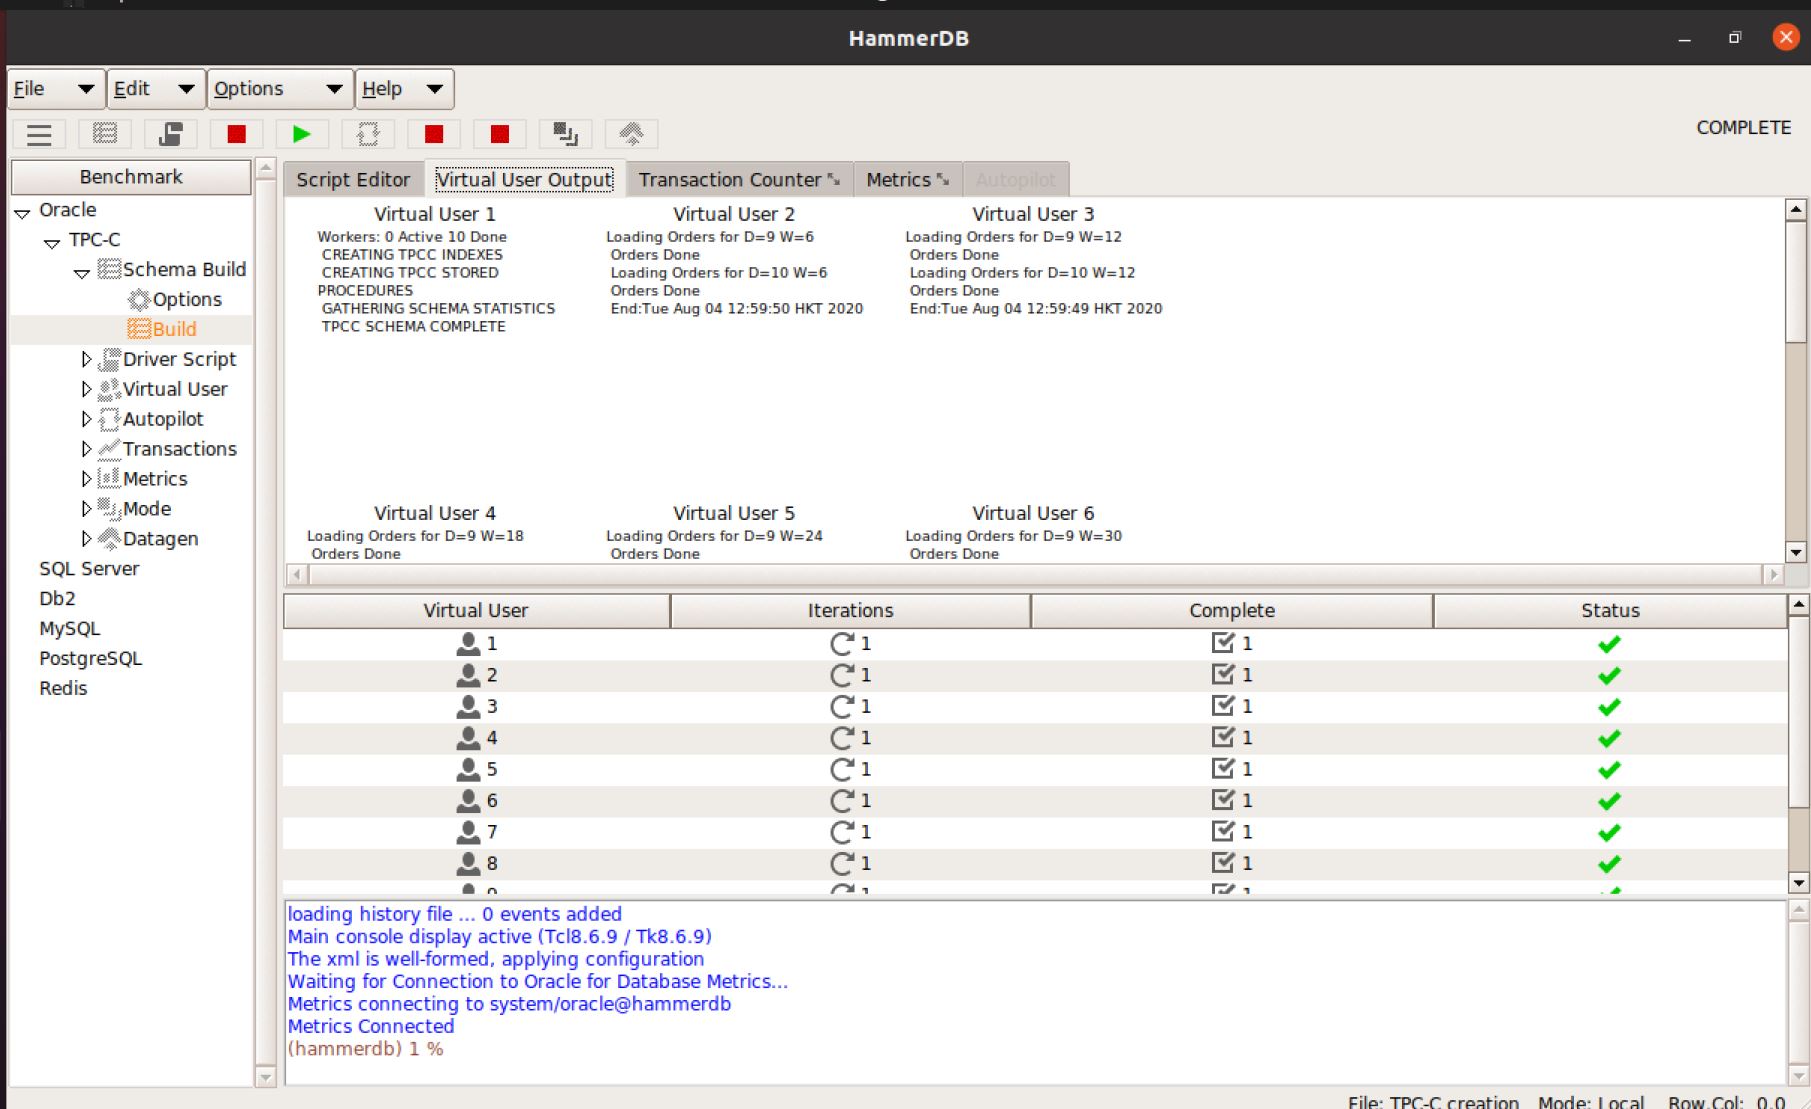 HammerDB
File Edit Options Help
COMPLETE
Benchmark
Oracle
TPC-C
Schema Build
Options
Build
Driver Script
Virtual User
Autopilot
Transactions
Metrics
Mode
Datagen
SQL Server
Db2
MySQL
PostgreSQL
Redis
Script Editor Virtual User Output Transaction Counter Metrics Autopilot
Virtual User 1
Workers: 0 Active 10 Done
CREATING TPCC INDEXES
CREATING TPCC STORED
PROCEDURES
GATHERING SCHEMA STATISTICS
TPCC SCHEMA COMPLETE
Virtual User 2
Loading Orders for D=9 W=6
Orders Done
Loading Orders for D=10 W=6
Orders Done
End:Tue Aug 04 12:59:50 HKT 2020
Virtual User 3
Loading Orders for D=9 W=12
Orders Done
Loading Orders for D=10 W=12
Orders Done
End:Tue Aug 04 12:59:49 HKT 2020
Virtual User 4
Loading Orders for D=9 W=18
Orders Done
Virtual User 5
Loading Orders for D=9 W=24
Orders Done
Virtual User 6
Loading Orders for D=9 W=30
Orders Done
Virtual User Iterations Complete Status
1 1 1
2 1 1
3 1 1
4 1 1
5 1 1
6 1 1
7 1 1
8 1 1
loading history file ... 0 events added
Main console display active (Tcl8.6.9 / Tk8.6.9)
The xml is well-formed, applying configuration
Waiting for Connection to Oracle for Database Metrics...
Metrics connecting to system/oracle@hammerdb
Metrics Connected
(hammerdb) 1 %
File: TPC-C creation Mode: Local Row,Col: 0.0